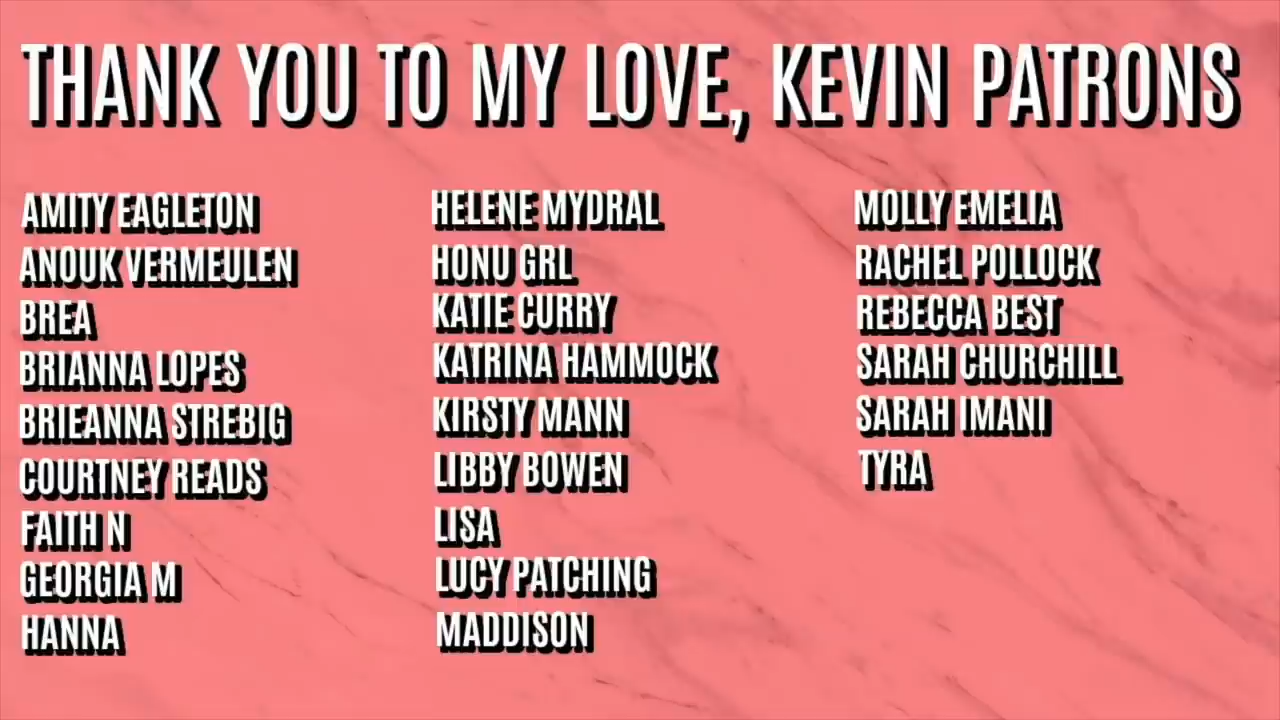 THANK YOU TO MY LOVE, KEVIN PATRONS
AMITY EAGLETON
ANOUK VERMEULEN
BREA
BRIANNA LOPES
BRIEANNA STREBIG
COURTNEY READS
FAITH N
GEORGIA M
HANNA
HELENE MYDRAL
HONU GRL
KATIE CURRY
KATRINA HAMMOCK
KIRSTY MANN
LIBBY BOWEN
LISA
LUCY PATCHING
MADDISON
MOLLY EMELIA
RACHEL POLLOCK
REBECCA BEST
SARAH CHURCHILL
SARAH IMANI
TYRA